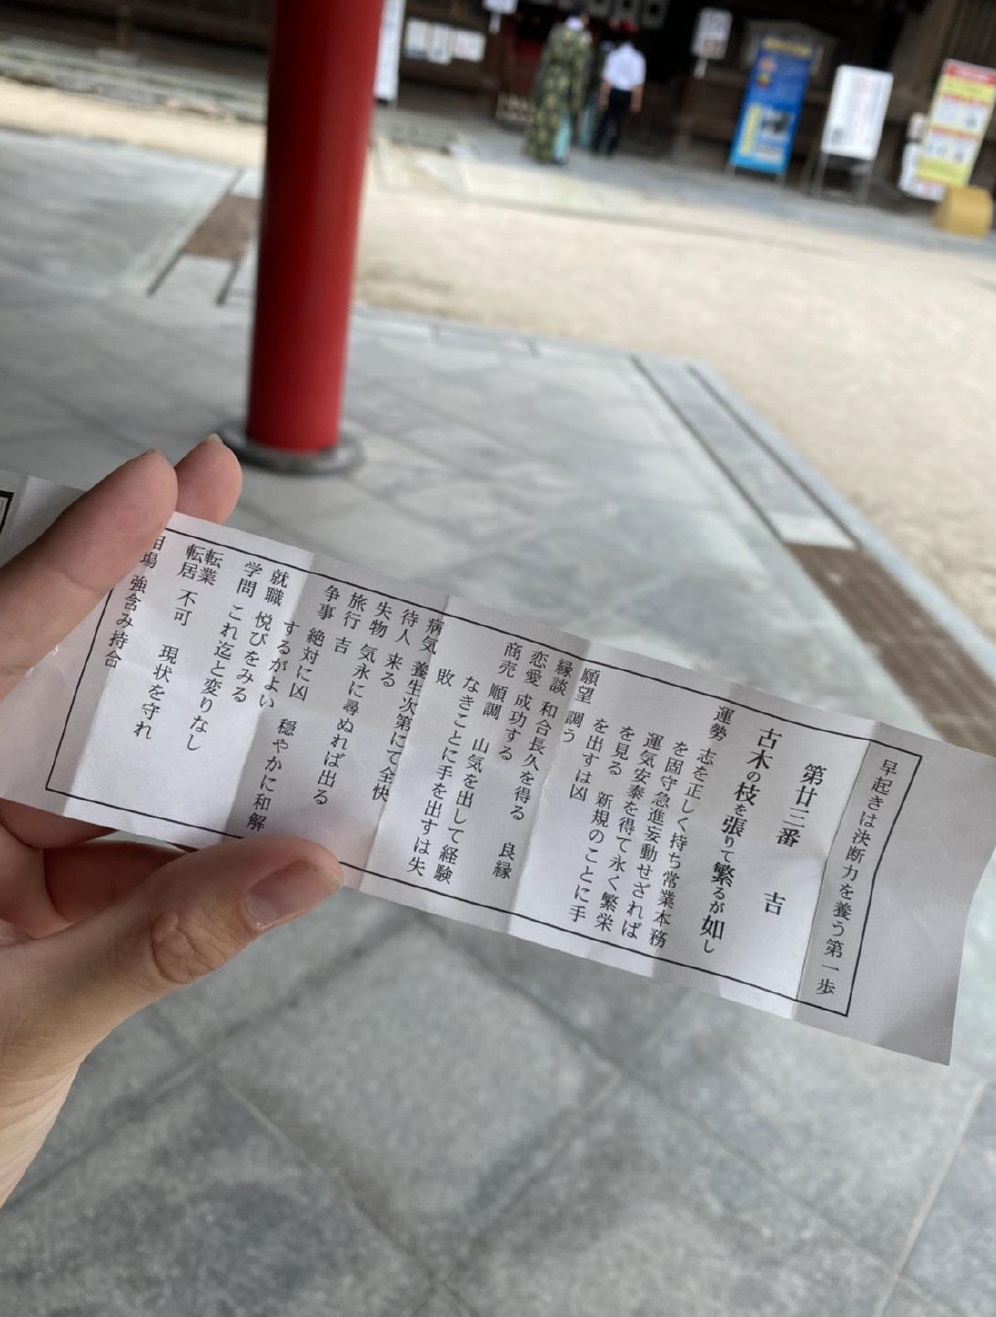 早起きは決断力を養う第一歩
第廿三番　吉
古木の枝を張りて繁るが如し
運勢　志を正しく持ち常業本務
を固守急進妄動せざれば
運気安泰を得て永く繁栄
を見る　新規のことに手
を出すは凶
願望　調う
縁談　和合長久を得る　良縁
恋愛　成功する
商売　順調　山気を出して経験
なきことに手を出すは失
敗
病気　養生次第にて全快
待人　来る
失物　気永に尋ぬれば出る
旅行　吉
争事　絶対に凶　穏やかに和解
するがよい
就職　悦びをみる
学問　これ迄と変りなし
転業
転居　不可　現状を守れ
相場　強含み持合